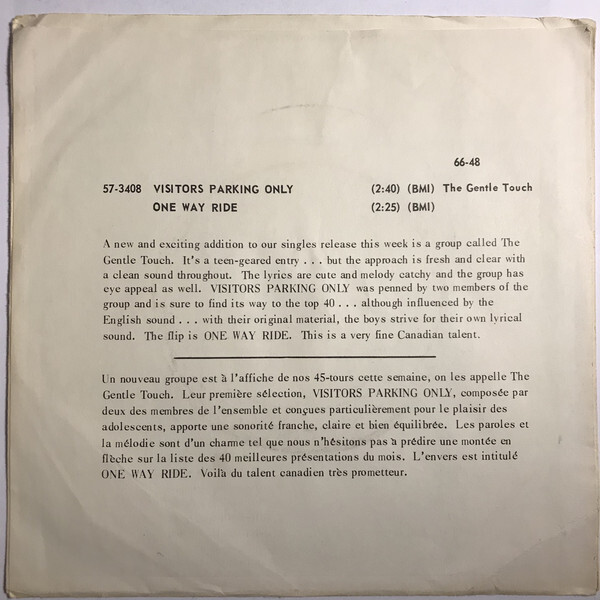 66-48
57-3408 VISITORS PARKING ONLY (2:40) (BMI) The Gentle Touch
ONE WAY RIDE (2:25) (BMI)
A new and exciting addition to our singles release this week is a group called The
Gentle Touch. It's a teen-geared entry . . . but the approach is fresh and clear with
a clean sound throughout. The lyrics are cute and melody catchy and the group has
eye appeal as well. VISITORS PARKING ONLY was penned by two members of the
group and is sure to find its way to the top 40 . . . although influenced by the
English sound . . . with their original material, the boys strive for their own lyrical
sound. The flip is ONE WAY RIDE. This is a very fine Canadian talent.
Un nouveau groupe est à l'affiche de nos 45-tours cette semaine, on les appelle The
Gentle Touch. Leur première sélection, VISITORS PARKING ONLY, composée par
deux des membres de l'ensemble et conçues particulièrement pour le plaisir des
adolescents, apporte une sonorité franche, claire et bien équilibrée. Les paroles et
la mélodie sont d'un charme tel que nous n'hésitons pas à prédire une montée en
flèche sur la liste des 40 meilleures présentations du mois. L'envers est intitulé
ONE WAY RIDE. Voilà du talent canadien très prometteur.